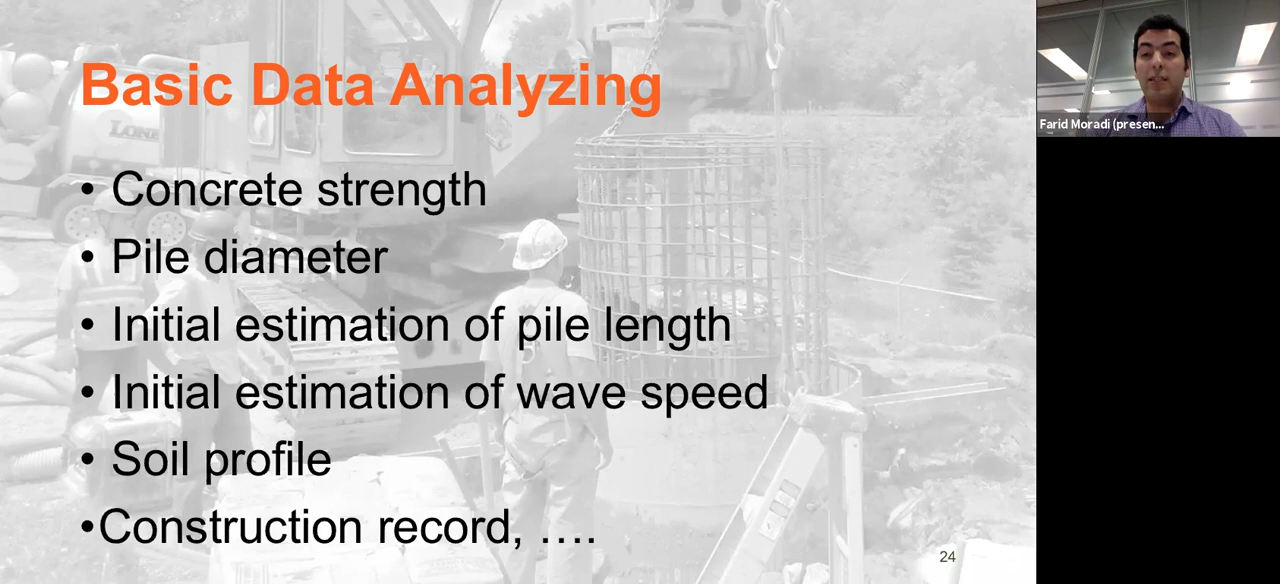 Basic Data Analyzing
• Concrete strength
• Pile diameter
• Initial estimation of pile length
• Initial estimation of wave speed
• Soil profile
•Construction record, ….
24
Farid Moradi (presen...